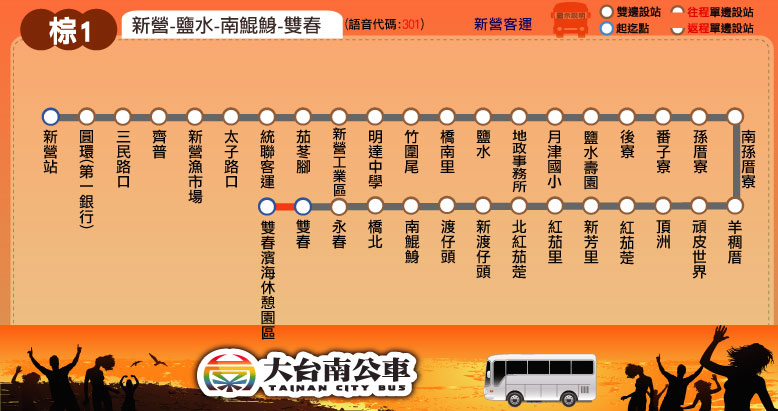 棕1
新營-鹽水-南鯤鯓-雙春
(語音代碼:301)
新營客運
雙邊設站
往程單邊設站
起迄點
返程單邊設站
新營站
圓環(第一銀行)
三民路口
齊普
新營漁市場
太子路口
統聯客運
茄苳腳
新營工業區
明達中學
竹圍尾
橋南里
鹽水
地政事務所
月津國小
鹽水壽園
後寮
番子寮
孫厝寮
南孫厝寮
羊稠厝
頑皮世界
頂洲
紅茄萣
新芳里
紅茄里
北紅茄萣
新渡仔頭
渡仔頭
南鯤鯓
橋北
永春
雙春
雙春濱海休憩園區
大台南公車
TAINAN CITY BUS